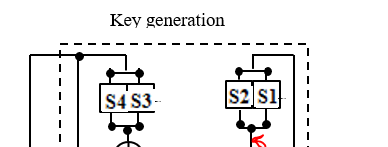 Key generation
S4 S3 S2 S1